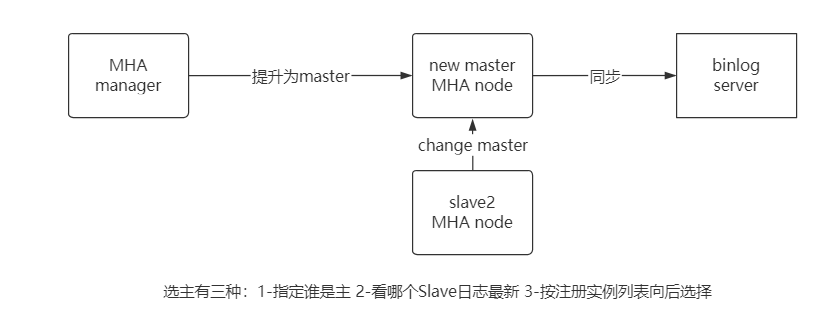 MHA
manager
提升为master
new master
MHA node
同步
binlog
server
change master
slave2
MHA node
选主有三种：1-指定谁是主 2-看哪个Slave日志最新 3-按注册实例列表向后选择